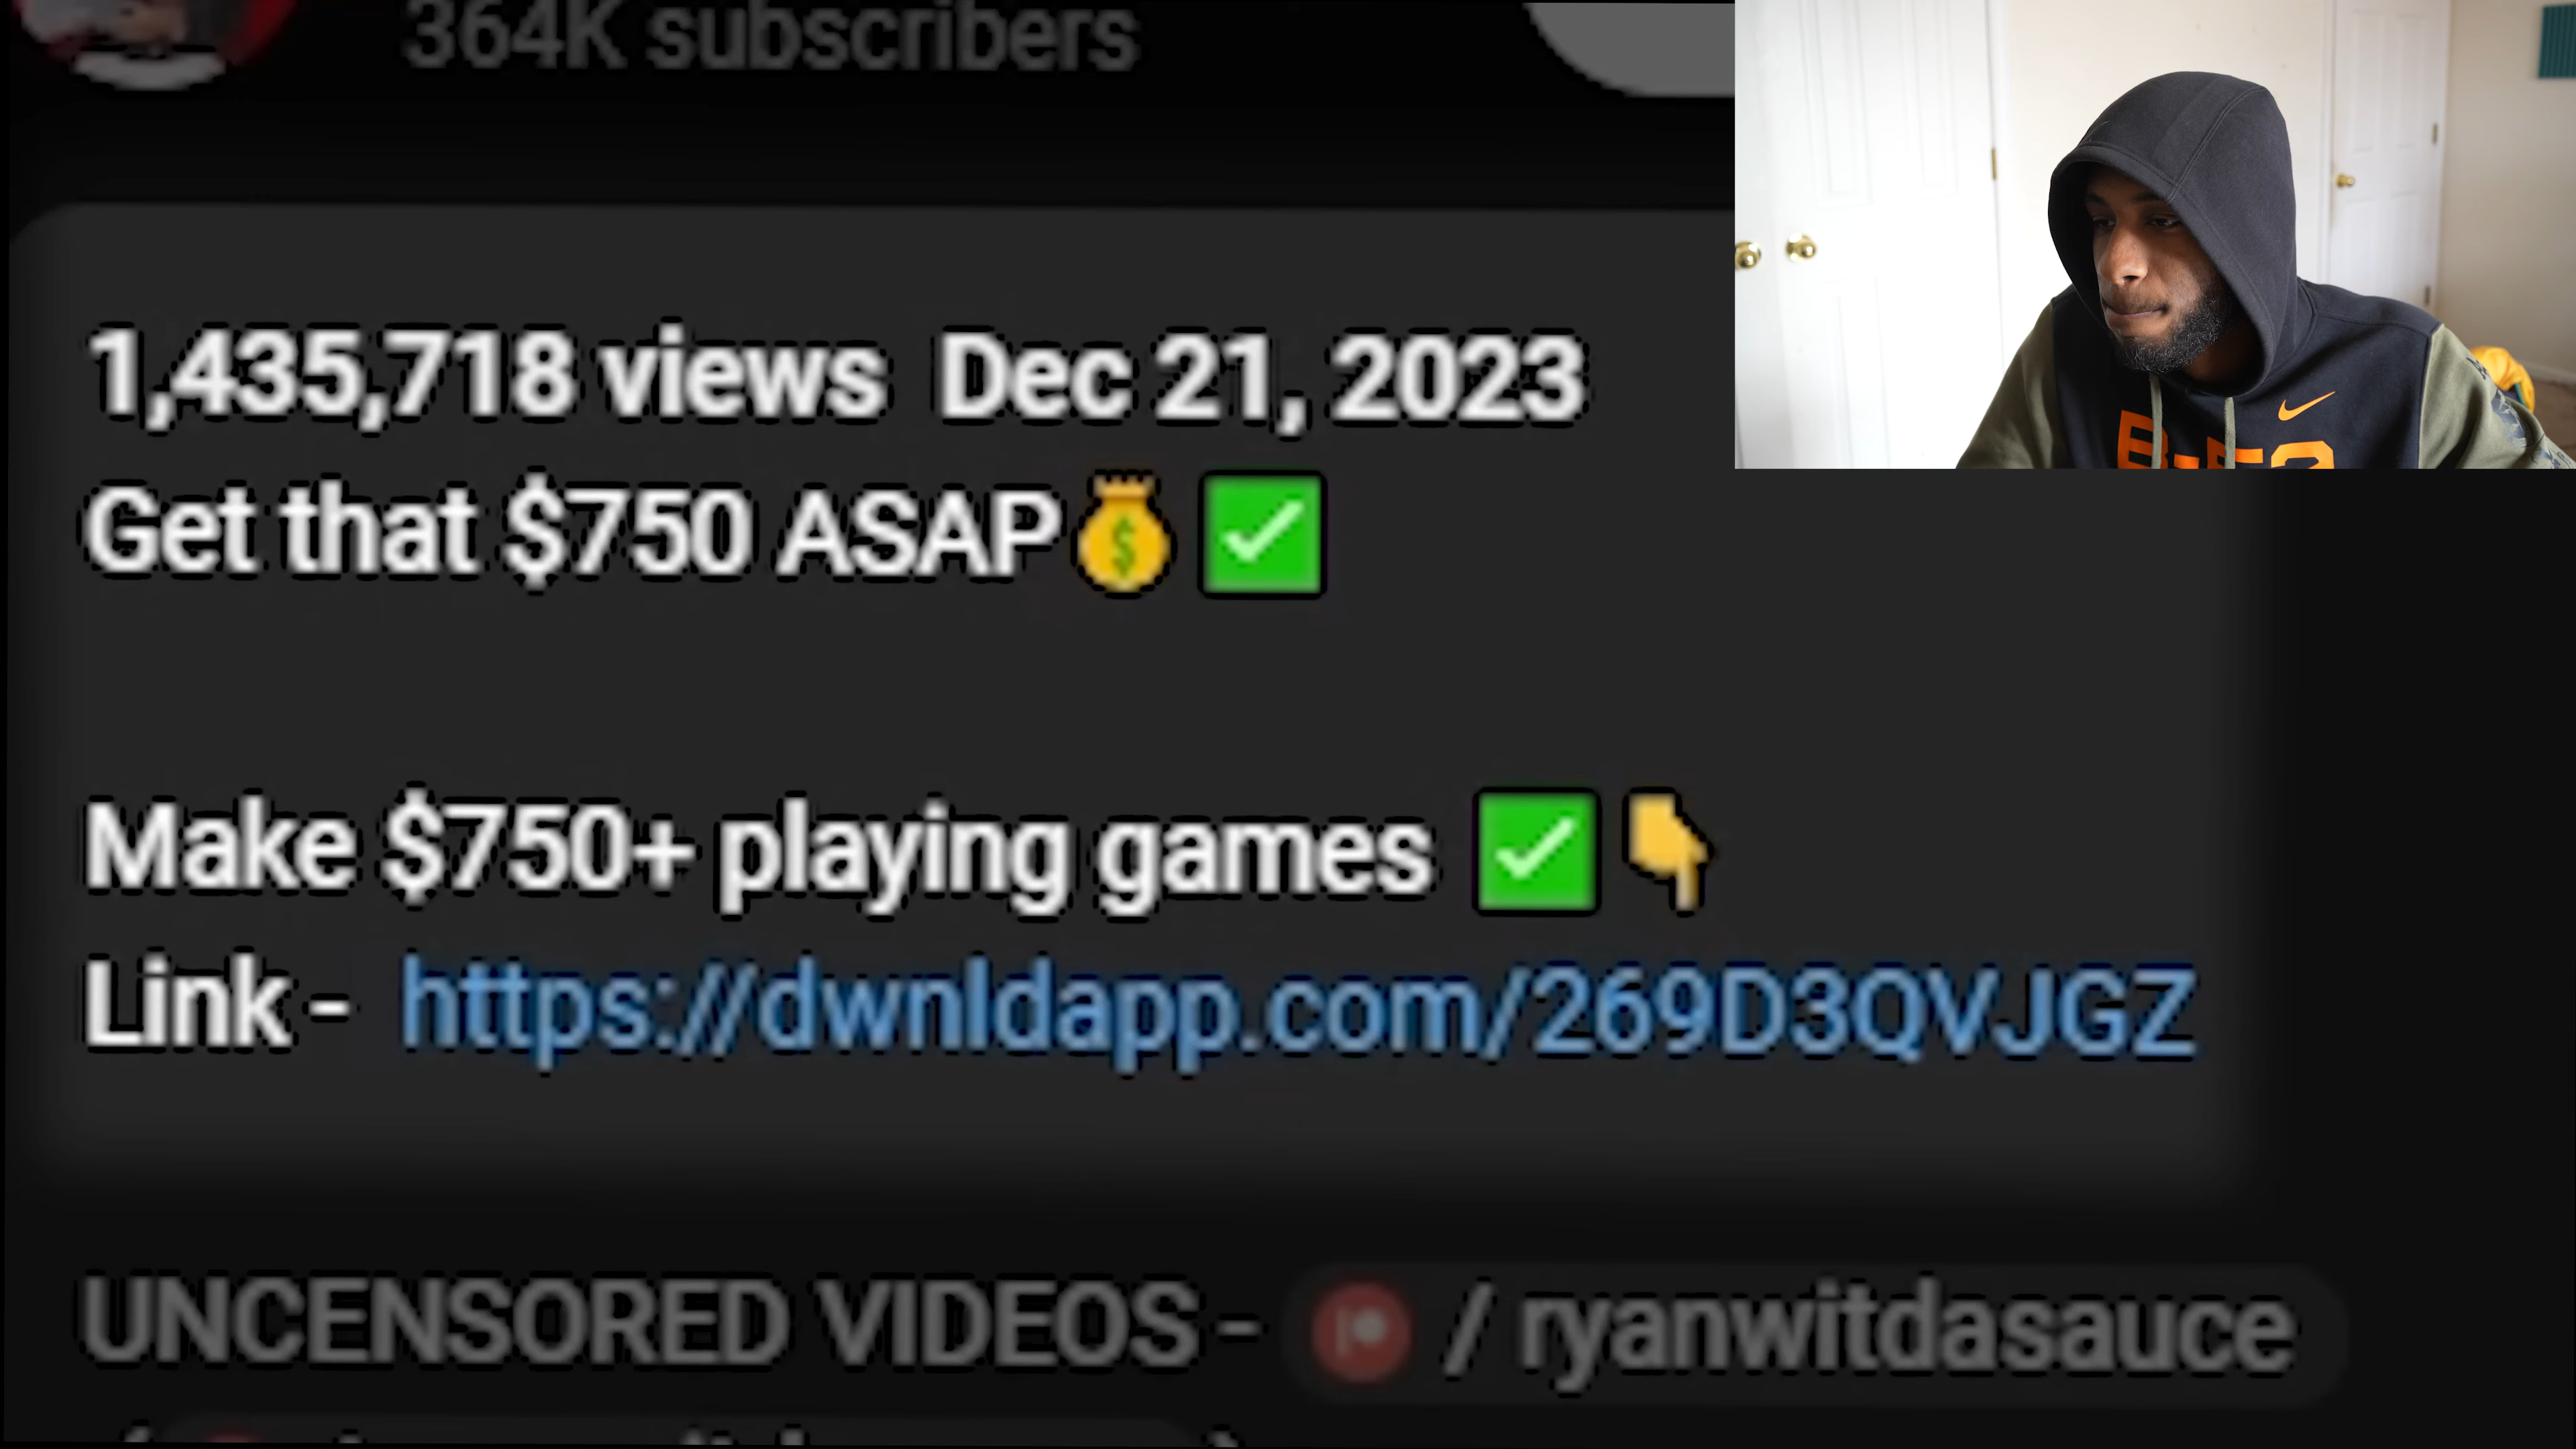 364K subscribers
1,435,718 views Dec 21, 2023
Get that $750 ASAP💰✅
Make $750+ playing games ✅👇
Link - https://dwnldapp.com/269D3QVJGZ
UNCENSORED VIDEOS - / ryanwitdasauce